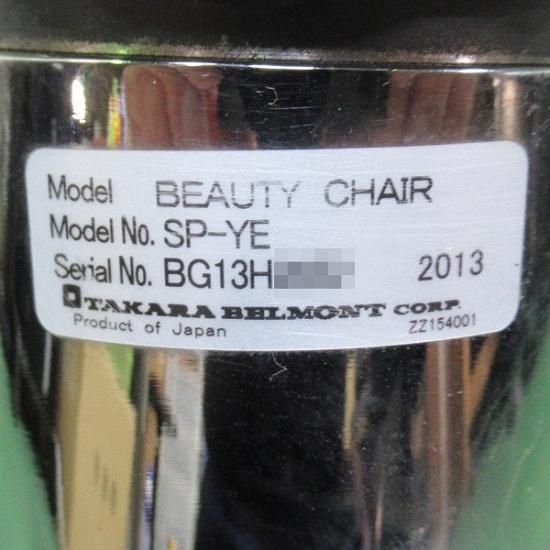 Model BEAUTY CHAIR
Model No. SP-YE
Serial No. BG13H 2013
TAKARA BELMONT CORP.
Product of Japan ZZ154001